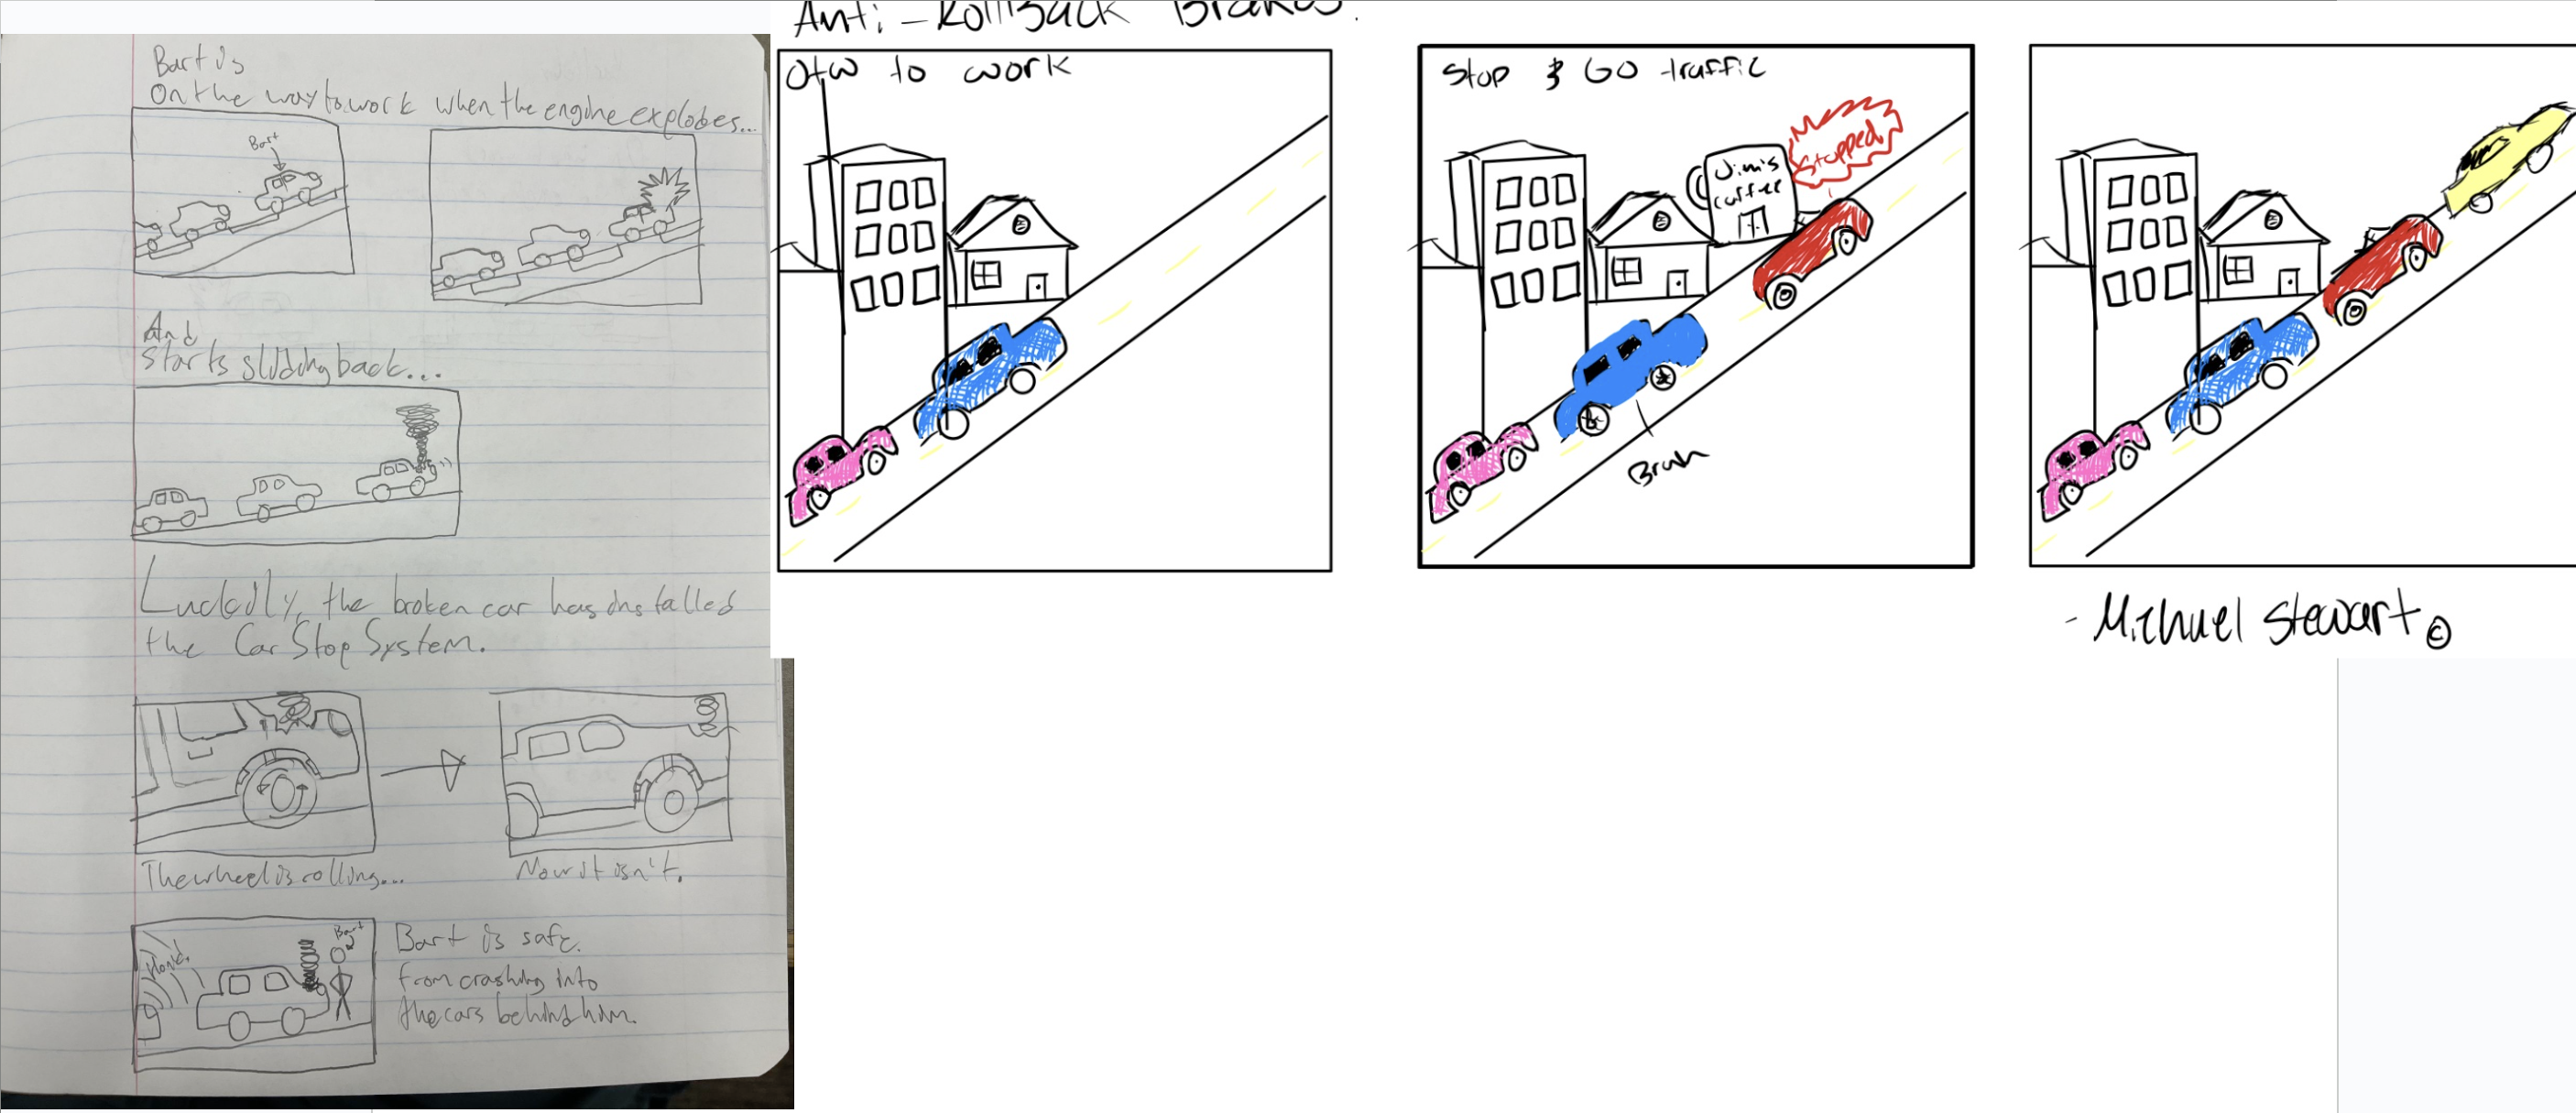 Bart is
On the way to work when the engine explodes...
Bart
And
starts sliding back...
Luckily, the broken car has installed
the Car Stop System.
The wheel is rolling...
Now it isn't.
Honk.
Bart
Bart is safe.
from crashing into
the cars behind him.
Anti-Rollback Brakes.
Otw to work
Stop & GO traffic
Jim's
coffee
Stopped
- Michael Stewart ©